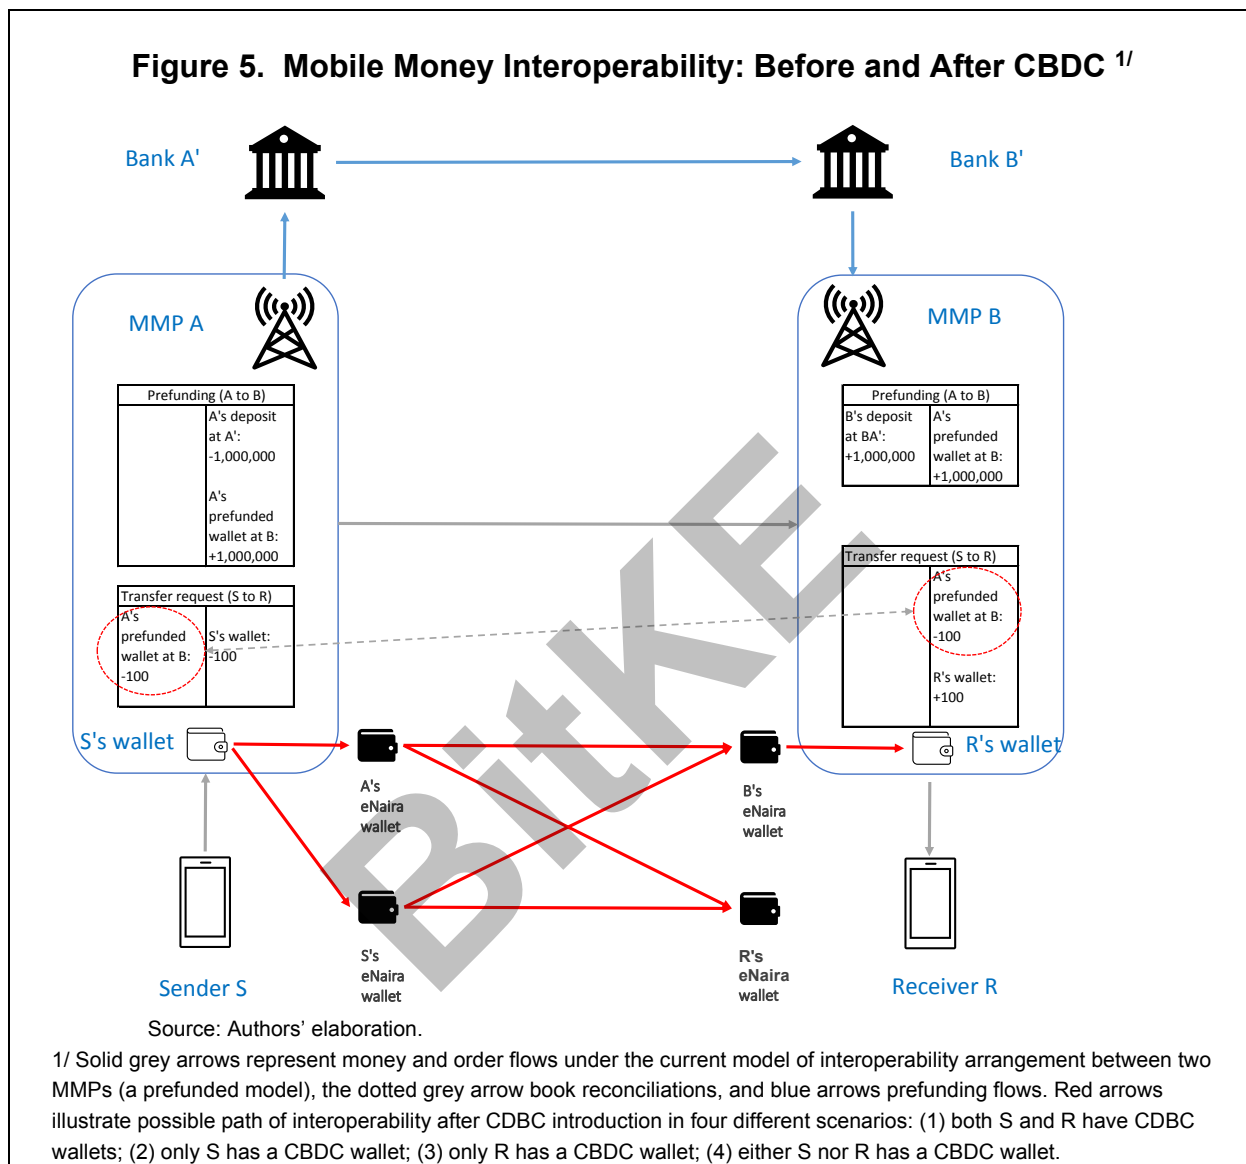 Figure 5. Mobile Money Interoperability: Before and After CBDC 1/
Bank A'
Bank B'
MMP A
MMP B
Prefunding (A to B)
A's deposit
at A':
-1,000,000
A's
prefunded
wallet at B:
+1,000,000
Prefunding (A to B)
B's deposit
at BA':
+1,000,000
A's
prefunded
wallet at B:
+1,000,000
Transfer request (S to R)
A's
prefunded
wallet at B:
-100
S's wallet:
-100
Transfer request (S to R)
A's
prefunded
wallet at B:
-100
R's wallet:
+100
S's wallet
R's wallet
A's
eNaira
wallet
B's
eNaira
wallet
S's
eNaira
wallet
R's
eNaira
wallet
Sender S
Receiver R
BitKE
Source: Authors' elaboration.
1/ Solid grey arrows represent money and order flows under the current model of interoperability arrangement between two
MMPs (a prefunded model), the dotted grey arrow book reconciliations, and blue arrows prefunding flows. Red arrows
illustrate possible path of interoperability after CDBC introduction in four different scenarios: (1) both S and R have CDBC
wallets; (2) only S has a CBDC wallet; (3) only R has a CBDC wallet; (4) either S nor R has a CBDC wallet.